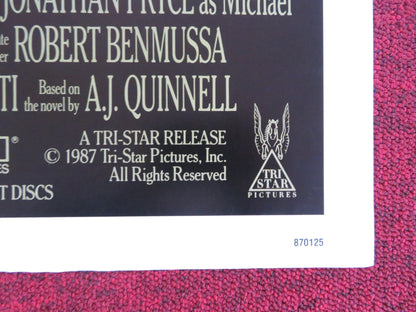 JONATHAN PRYCE as Michael
ROBERT BENMUSSA
Based on
the novel by A.J. QUINNELL
A TRI-STAR RELEASE
© 1987 Tri-Star Pictures, Inc.
All Rights Reserved
DISCS
TRI
STAR
PICTURES
870125